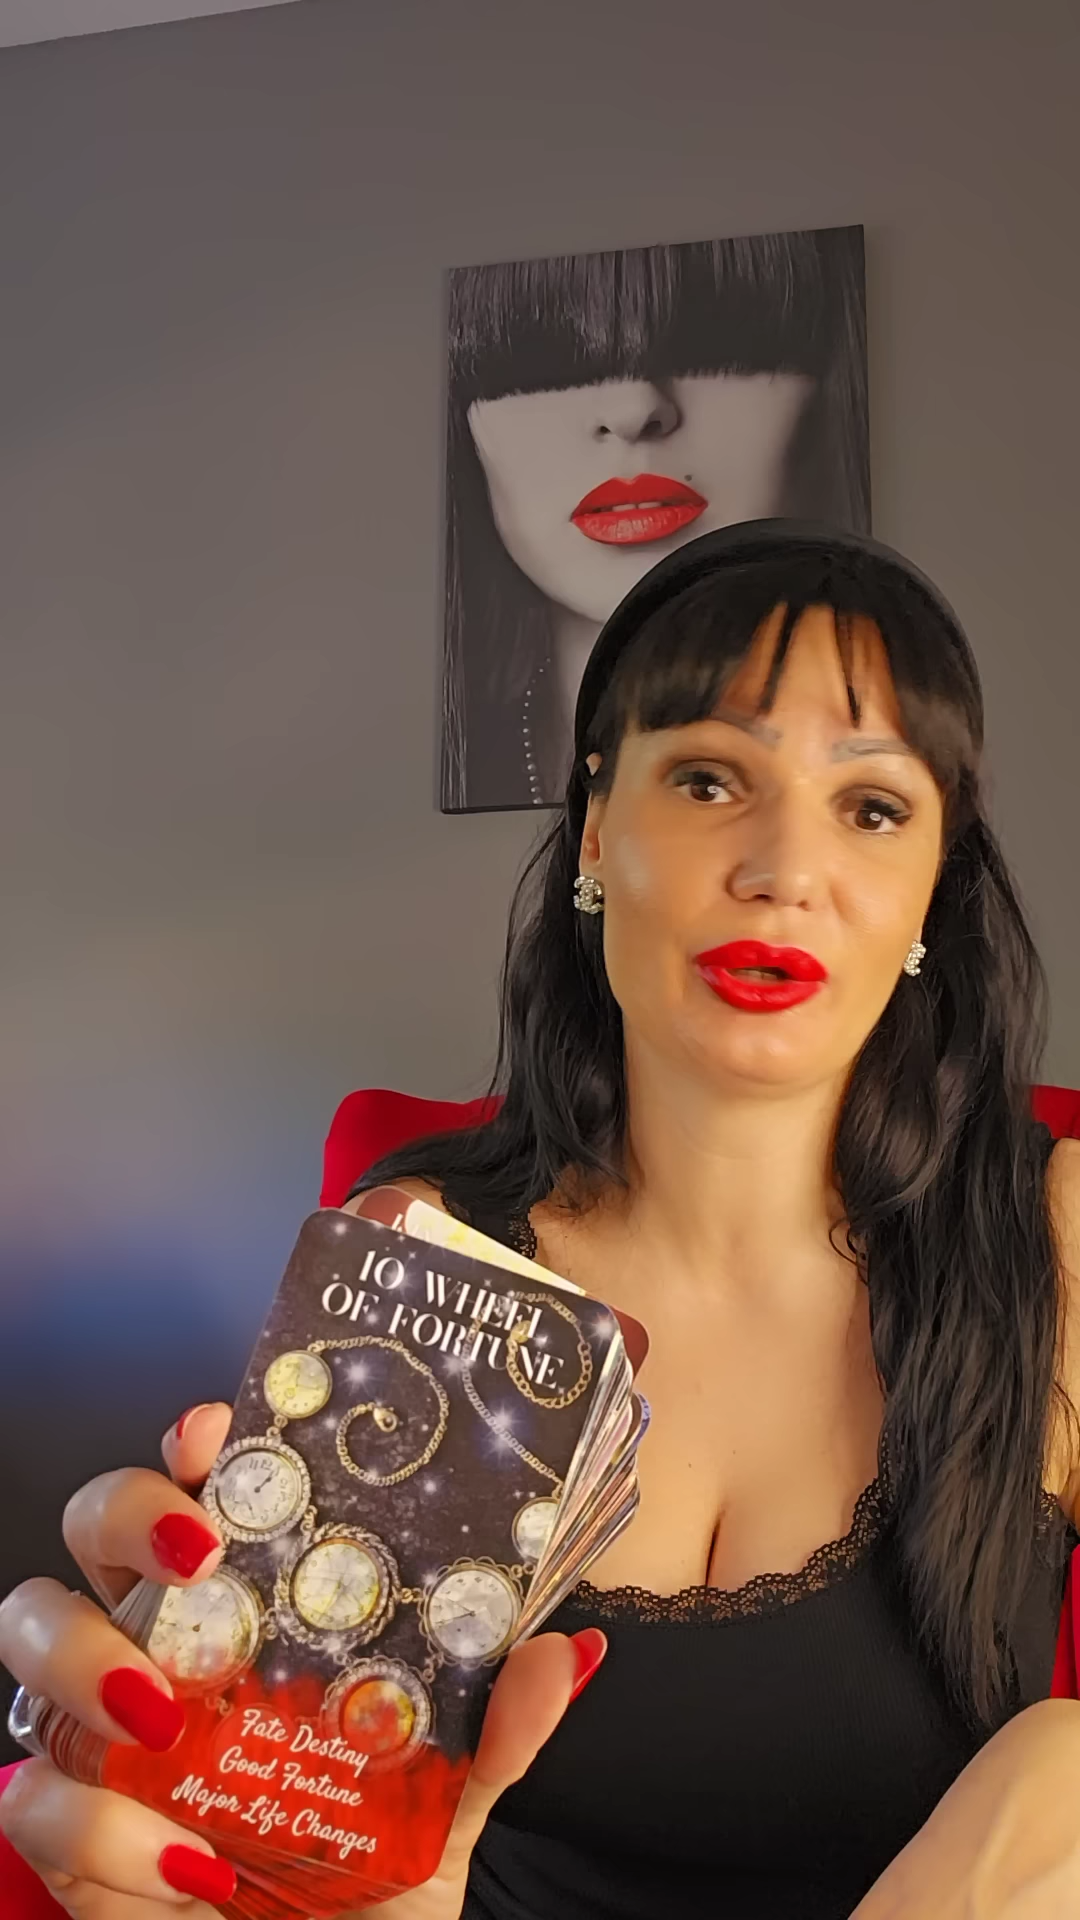 10 WHEEL
OF FORTUNE
Fate Destiny
Good Fortune
Major Life Changes